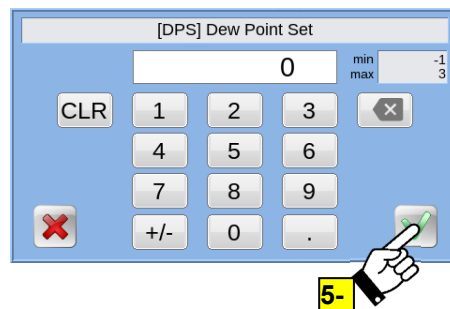 [DPS] Dew Point Set
0 min -1
max 3
CLR 1 2 3
4 5 6
7 8 9
+/- 0 .
5-